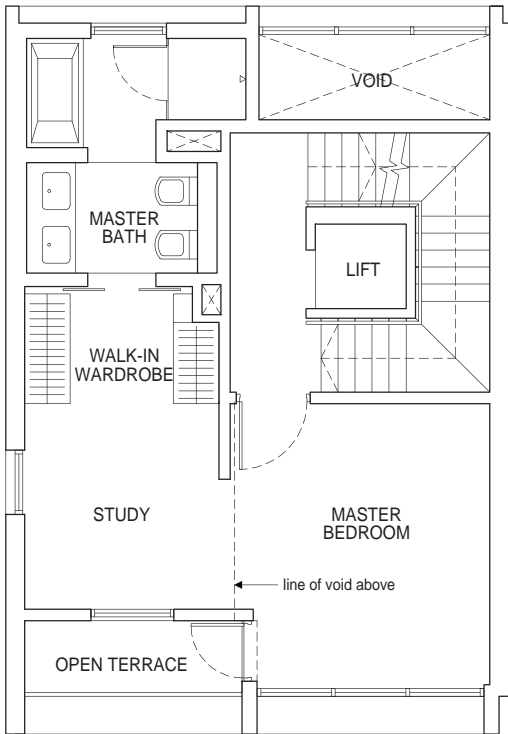 VOID
MASTER
BATH
LIFT
WALK-IN
WARDROBE
STUDY
MASTER
BEDROOM
line of void above
OPEN TERRACE